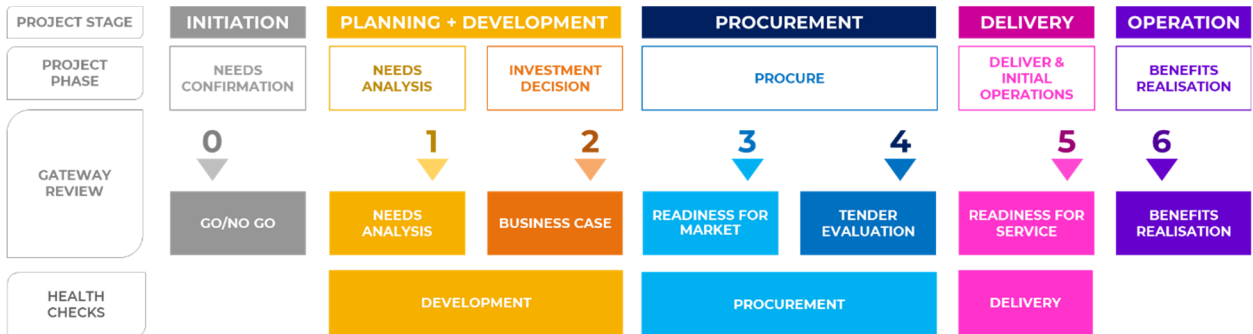 PROJECT STAGE
INITIATION
PLANNING + DEVELOPMENT
PROCUREMENT
DELIVERY
OPERATION
PROJECT
PHASE
NEEDS
CONFIRMATION
NEEDS
ANALYSIS
INVESTMENT
DECISION
PROCURE
DELIVER &
INITIAL
OPERATIONS
BENEFITS
REALISATION
GATEWAY
REVIEW
0
1
2
3
4
5
6
GO/NO GO
NEEDS
ANALYSIS
BUSINESS CASE
READINESS FOR
MARKET
TENDER
EVALUATION
READINESS FOR
SERVICE
BENEFITS
REALISATION
HEALTH
CHECKS
DEVELOPMENT
PROCUREMENT
DELIVERY